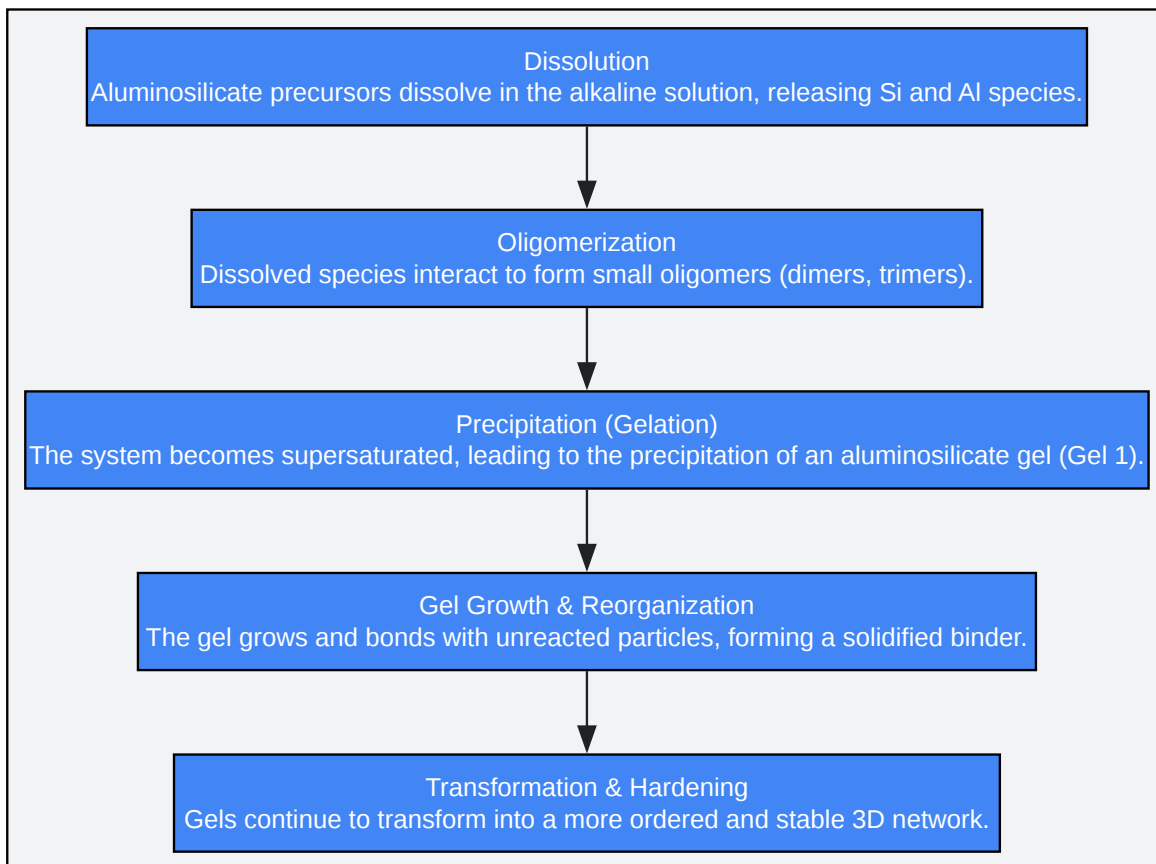 Dissolution
Aluminosilicate precursors dissolve in the alkaline solution, releasing Si and Al species.
Oligomerization
Dissolved species interact to form small oligomers (dimers, trimers).
Precipitation (Gelation)
The system becomes supersaturated, leading to the precipitation of an aluminosilicate gel (Gel 1).
Gel Growth & Reorganization
The gel grows and bonds with unreacted particles, forming a solidified binder.
Transformation & Hardening
Gels continue to transform into a more ordered and stable 3D network.